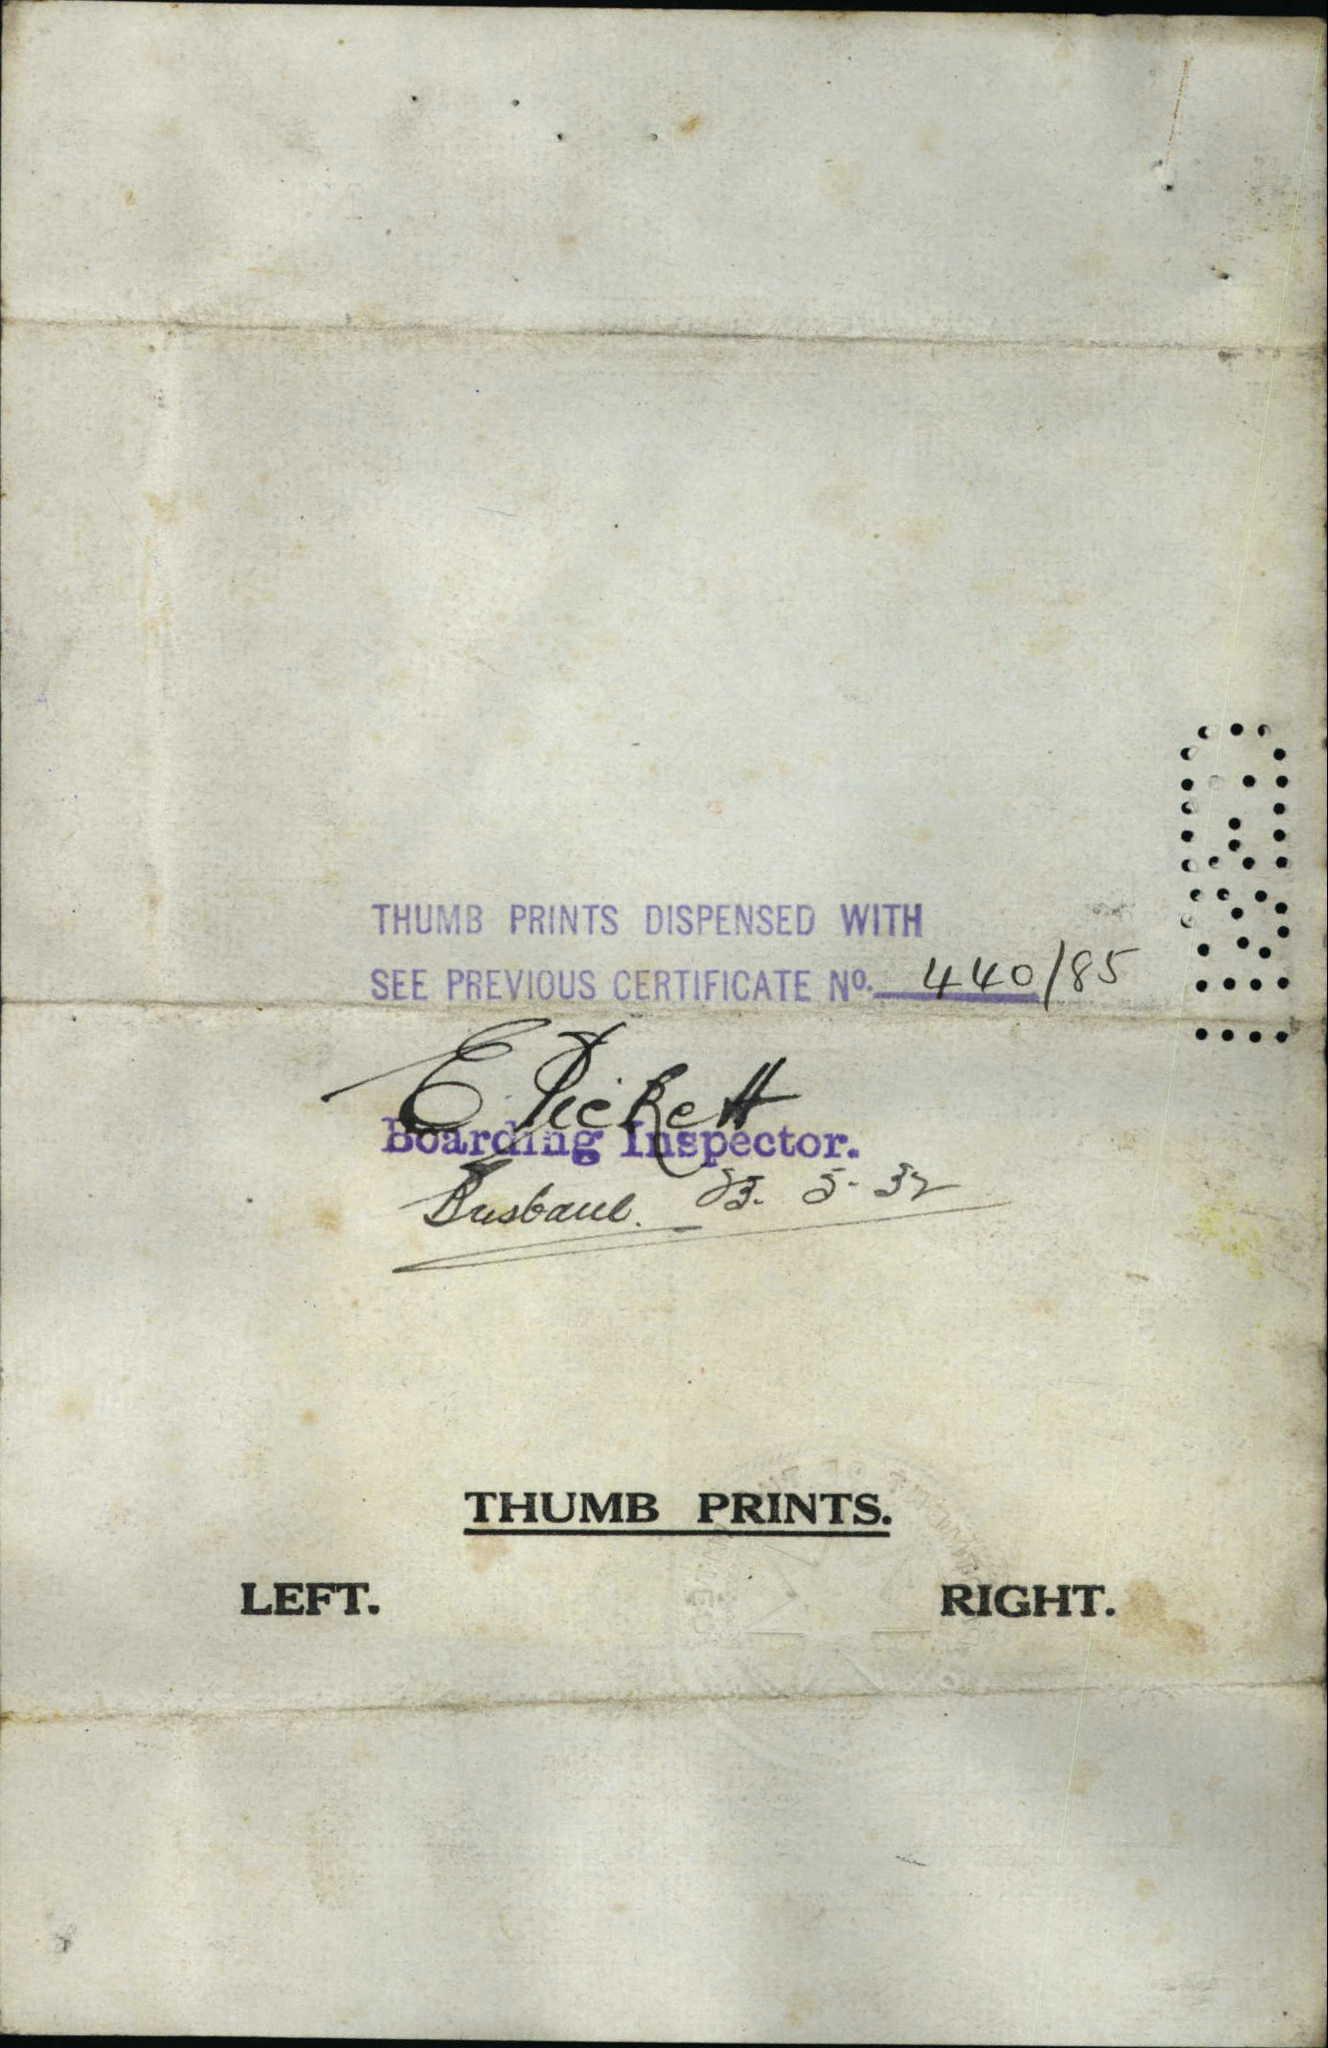 THUMB PRINTS DISPENSED WITH
SEE PREVIOUS CERTIFICATE No. 440/85
E Pickett
Boarding Inspector.
Brisbane. 5. 32
THUMB PRINTS.
LEFT. RIGHT.